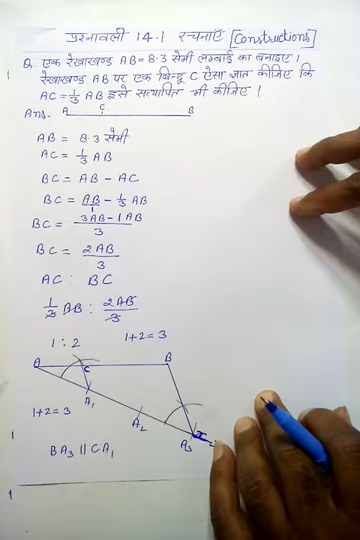 प्रश्नावली 14.1 रचनाएँ [Constructions]
Q. एक रेखाखण्ड AB = 8.3 सेमी लम्बाई का बनाइए।
रेखाखण्ड AB पर एक बिन्दु C ऐसा ज्ञात कीजिए कि
AC = 1/3 AB इसे सत्यापित भी कीजिए।
Ans. A C B
AB = 8.3 सेमी
AC = 1/3 AB
BC = AB - AC
BC = AB/1 - 1/3 AB
BC = 3AB - 1AB / 3
BC = 2AB / 3
AC : BC
1/3 AB : 2AB/3
1 : 2 1+2=3
A C B
A1
1+2=3 A2
A3 x
BA3 || CA1